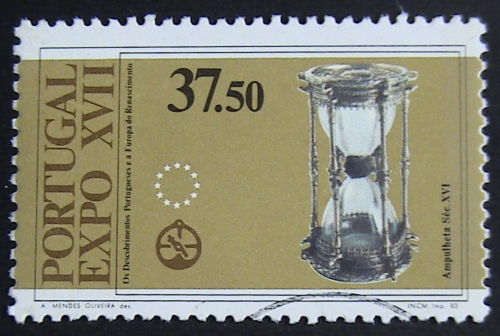 PORTUGAL
EXPO XVII
Os Descobrimentos Portugueses e a Europa do Renascimento
37.50
Ampulheta Séc. XVI
A. MENDES OLIVEIRA des.
INCM Imp. 83